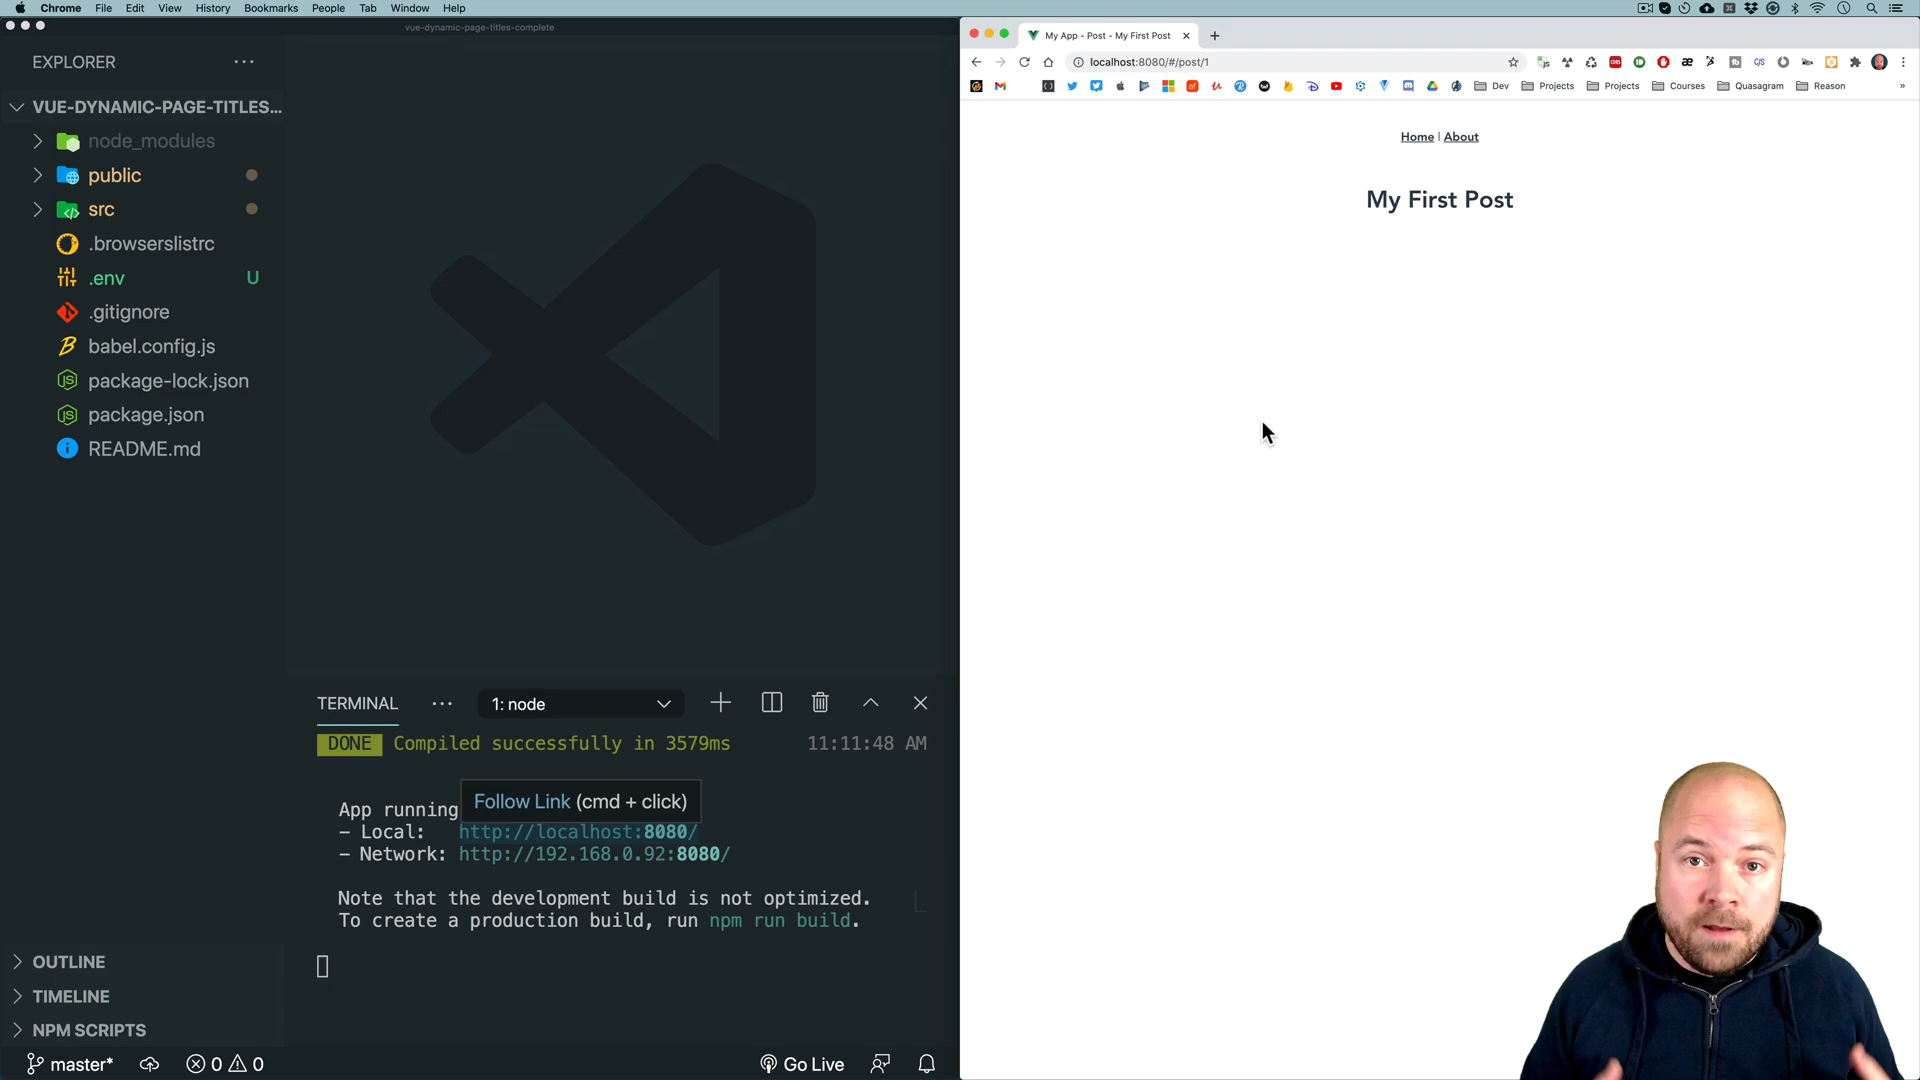 Chrome File Edit View History Bookmarks People Tab Window Help
vue-dynamic-page-titles-complete
EXPLORER
VUE-DYNAMIC-PAGE-TITLES...
node_modules
public
src
.browserslistrc
.env U
.gitignore
babel.config.js
package-lock.json
package.json
README.md
OUTLINE
TIMELINE
NPM SCRIPTS
master* 0 0 Go Live
TERMINAL 1: node
DONE Compiled successfully in 3579ms 11:11:48 AM
Follow Link (cmd + click)
App running
- Local: http://localhost:8080/
- Network: http://192.168.0.92:8080/
Note that the development build is not optimized.
To create a production build, run npm run build.
My App - Post - My First Post
localhost:8080/#/post/1
Dev Projects Projects Courses Quasagram Reason »
Home | About
My First Post